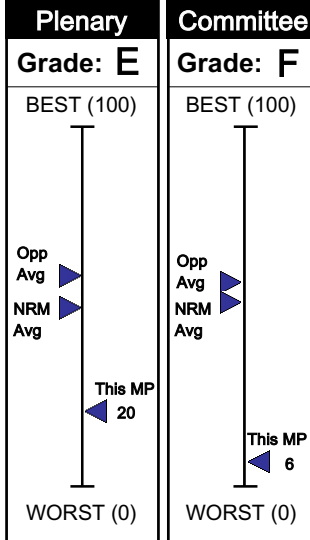 Plenary
Grade: E
BEST (100)
Opp
Avg
NRM
Avg
This MP
20
WORST (0)
Committee
Grade: F
BEST (100)
Opp
Avg
NRM
Avg
This MP
6
WORST (0)